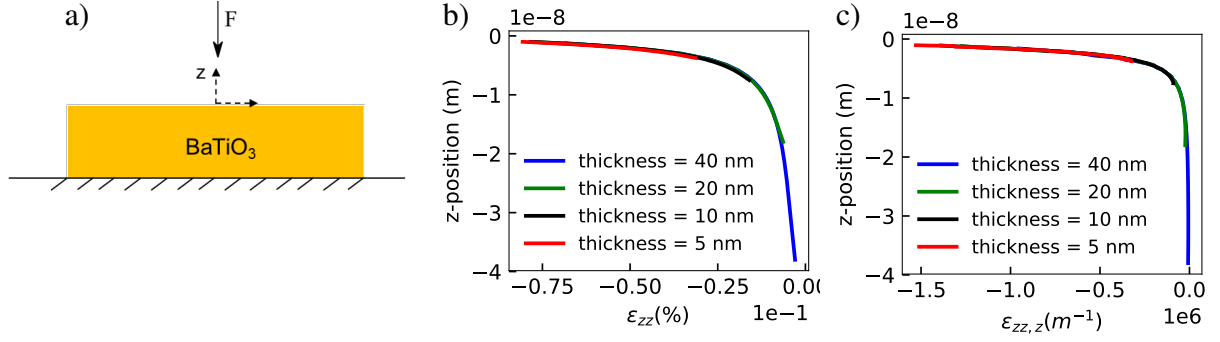 a)
F
z
BaTiO₃
b)
1e−8
z-position (m)
0
−1
−2
−3
−4
thickness = 40 nm
thickness = 20 nm
thickness = 10 nm
thickness = 5 nm
−0.75
−0.50
−0.25
0.00
1e−1
εzz(%)
c)
1e−8
z-position (m)
0
−1
−2
−3
−4
thickness = 40 nm
thickness = 20 nm
thickness = 10 nm
thickness = 5 nm
−1.5
−1.0
−0.5
0.0
1e6
εzz, z(m⁻¹)